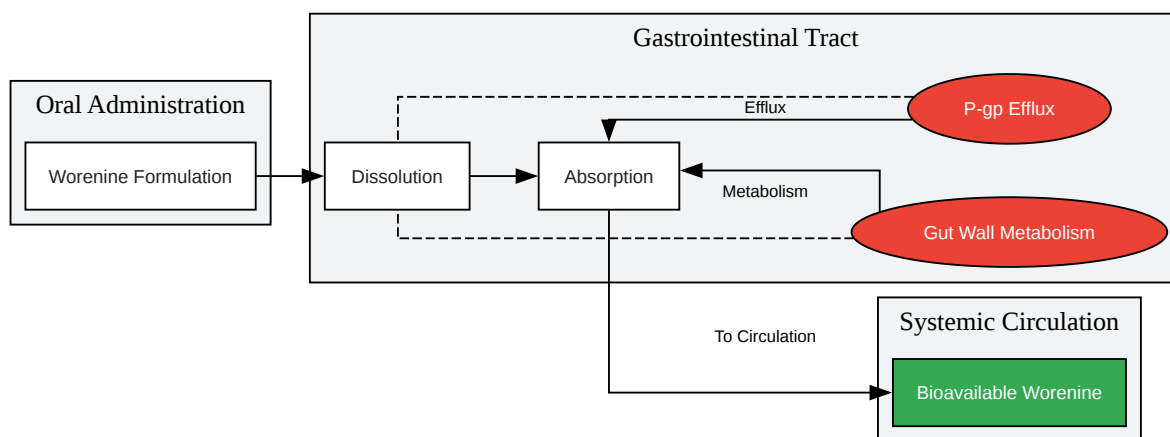 Gastrointestinal Tract
Oral Administration
P-gp Efflux
Efflux
Worenine Formulation
Dissolution
Absorption
Metabolism
Gut Wall Metabolism
Systemic Circulation
To Circulation
Bioavailable Worenine